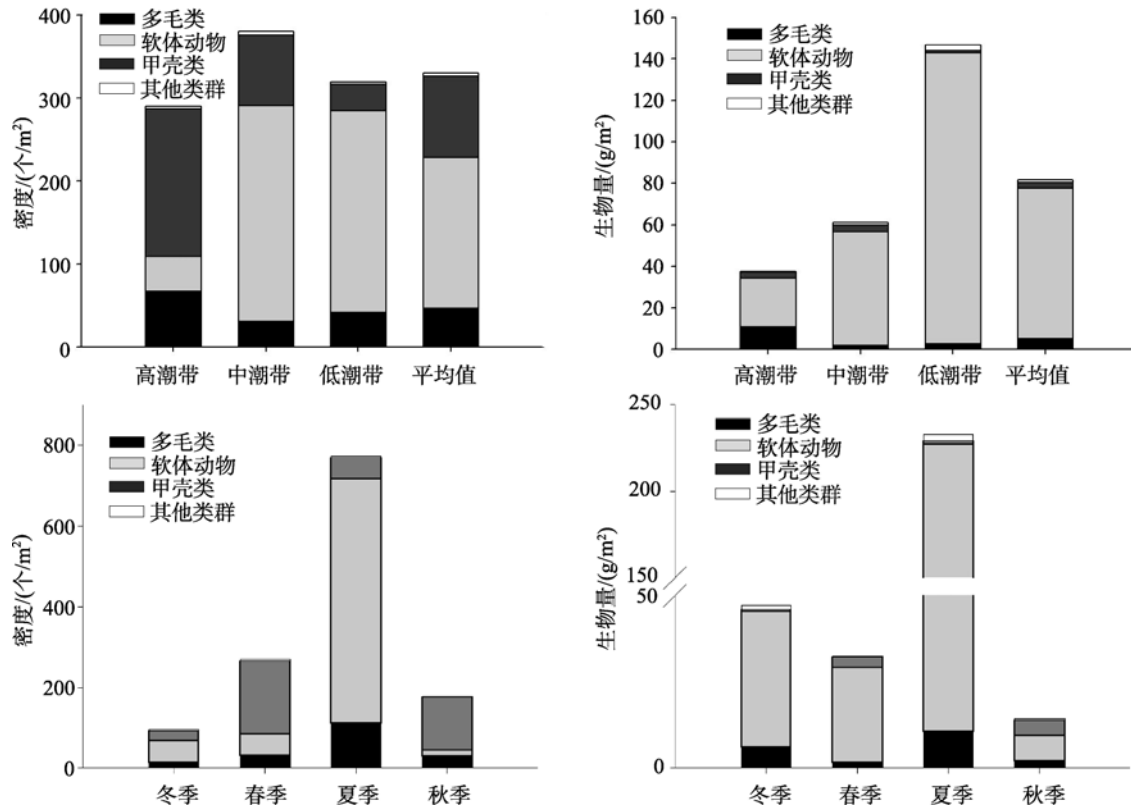 密度/(个/m²)
400
300
200
100
0
多毛类
软体动物
甲壳类
其他类群
高潮带 中潮带 低潮带 平均值
生物量/(g/m²)
160
140
120
100
80
60
40
20
0
多毛类
软体动物
甲壳类
其他类群
高潮带 中潮带 低潮带 平均值
密度/(个/m²)
800
600
400
200
0
多毛类
软体动物
甲壳类
其他类群
冬季 春季 夏季 秋季
生物量/(g/m²)
250
200
150
50
0
多毛类
软体动物
甲壳类
其他类群
冬季 春季 夏季 秋季